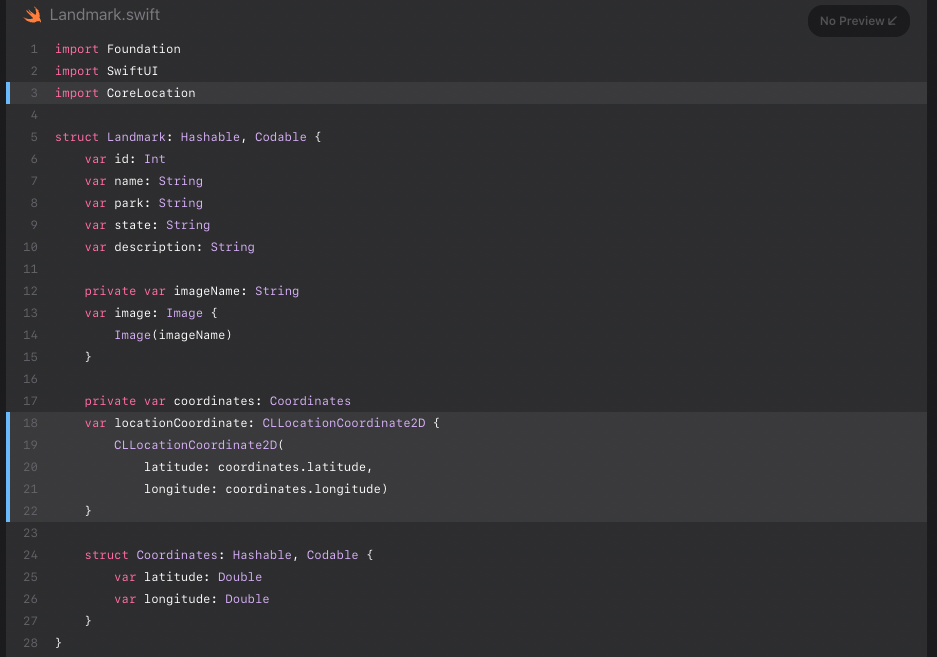 Landmark.swift
No Preview
1 import Foundation
2 import SwiftUI
3 import CoreLocation
4
5 struct Landmark: Hashable, Codable {
6     var id: Int
7     var name: String
8     var park: String
9     var state: String
10     var description: String
11
12     private var imageName: String
13     var image: Image {
14         Image(imageName)
15     }
16
17     private var coordinates: Coordinates
18     var locationCoordinate: CLLocationCoordinate2D {
19         CLLocationCoordinate2D(
20             latitude: coordinates.latitude,
21             longitude: coordinates.longitude)
22     }
23
24     struct Coordinates: Hashable, Codable {
25         var latitude: Double
26         var longitude: Double
27     }
28 }